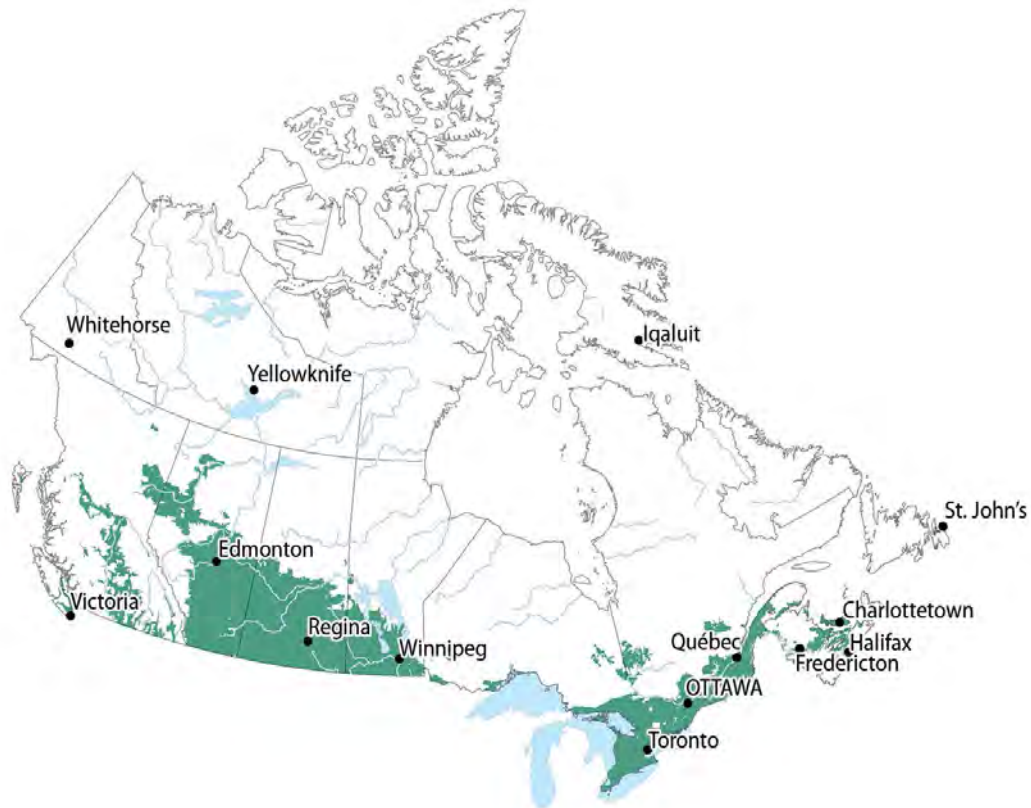 Whitehorse
Iqaluit
Yellowknife
St. John's
Edmonton
Victoria
Charlottetown
Regina
Québec
Halifax
Winnipeg
Fredericton
OTTAWA
Toronto